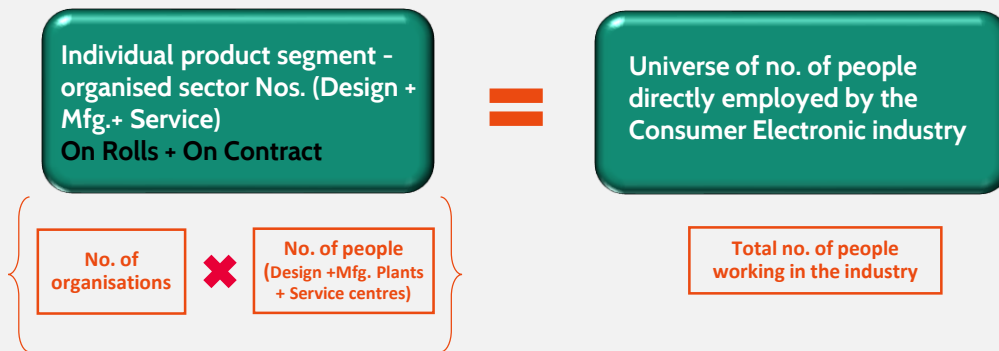 Individual product segment -
organised sector Nos. (Design +
Mfg.+ Service)
On Rolls + On Contract
=
Universe of no. of people
directly employed by the
Consumer Electronic industry
No. of
organisations
No. of people
(Design +Mfg. Plants
+ Service centres)
Total no. of people
working in the industry